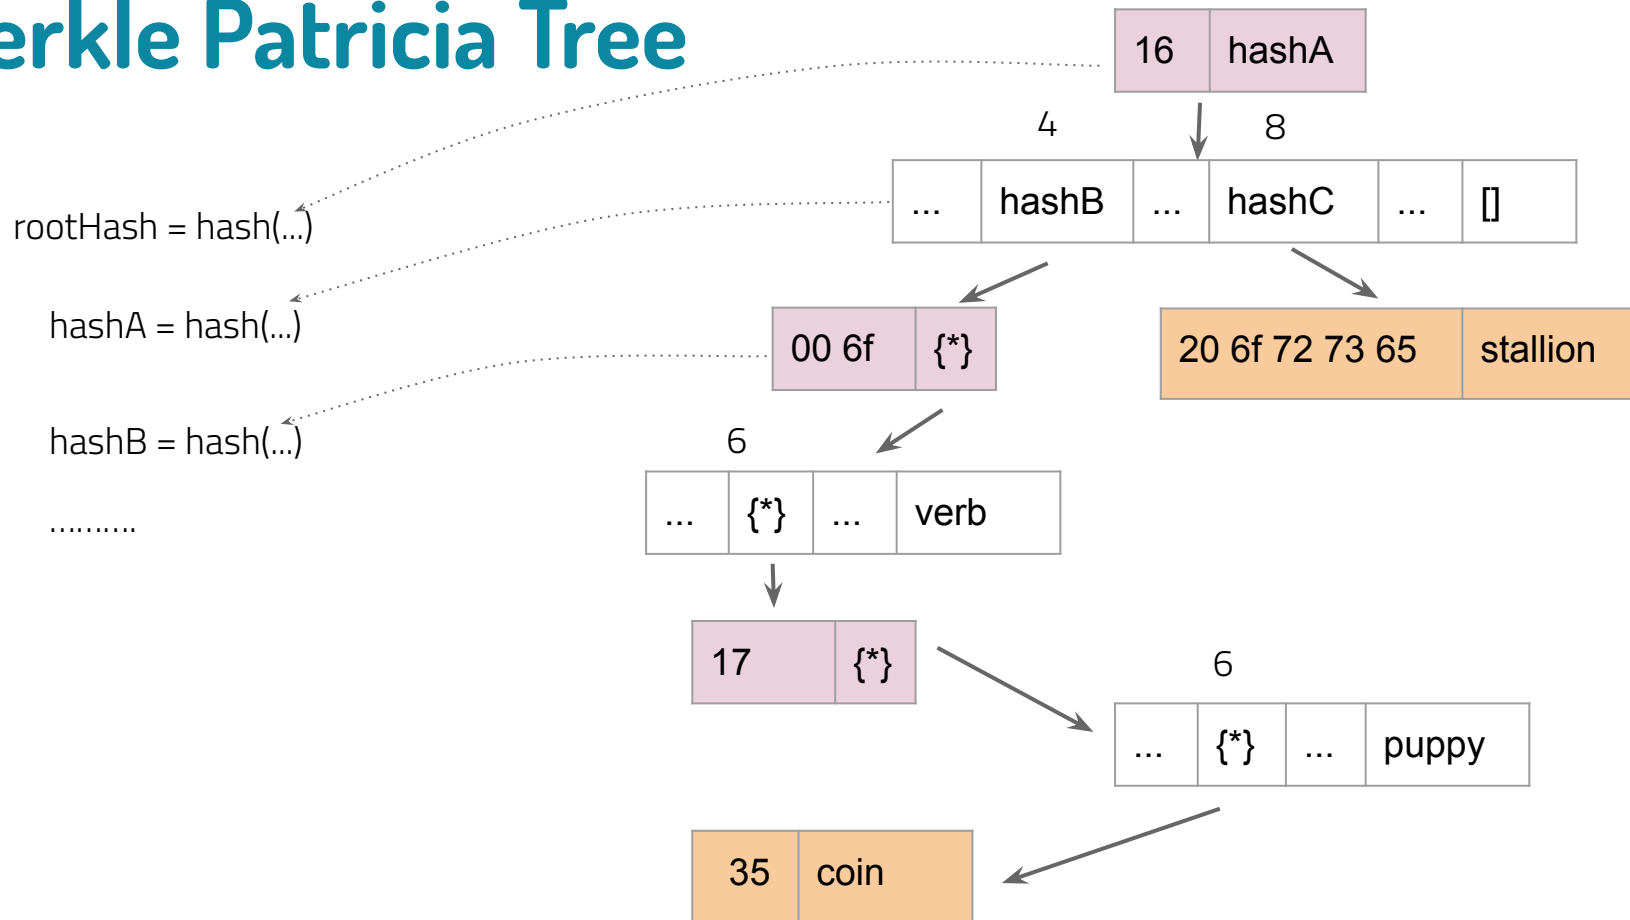 erkle Patricia Tree
16 hashA
4 8
... hashB ... hashC ... []
rootHash = hash(...)
hashA = hash(...)
00 6f {*}
20 6f 72 73 65 stallion
hashB = hash(...)
6
... {*} ... verb
..........
17 {*}
6
... {*} ... puppy
35 coin